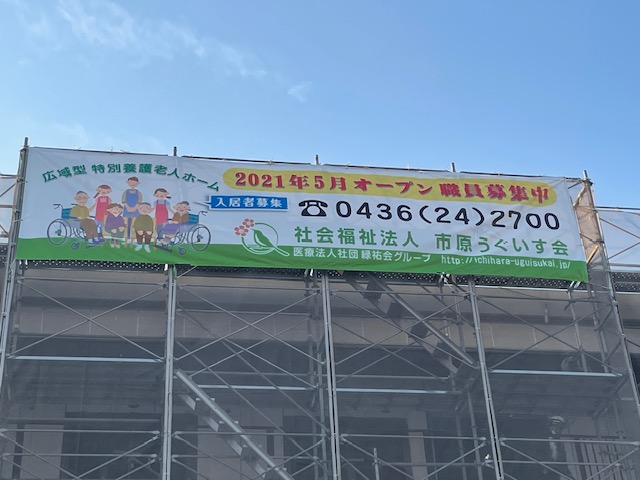 広域型 特別養護老人ホーム
2021年5月オープン 職員募集中
入居者募集
☎0436(24)2700
社会福祉法人 市原うぐいす会
医療法人社団 緑祐会グループ http://ichihara-uguisukai.jp/